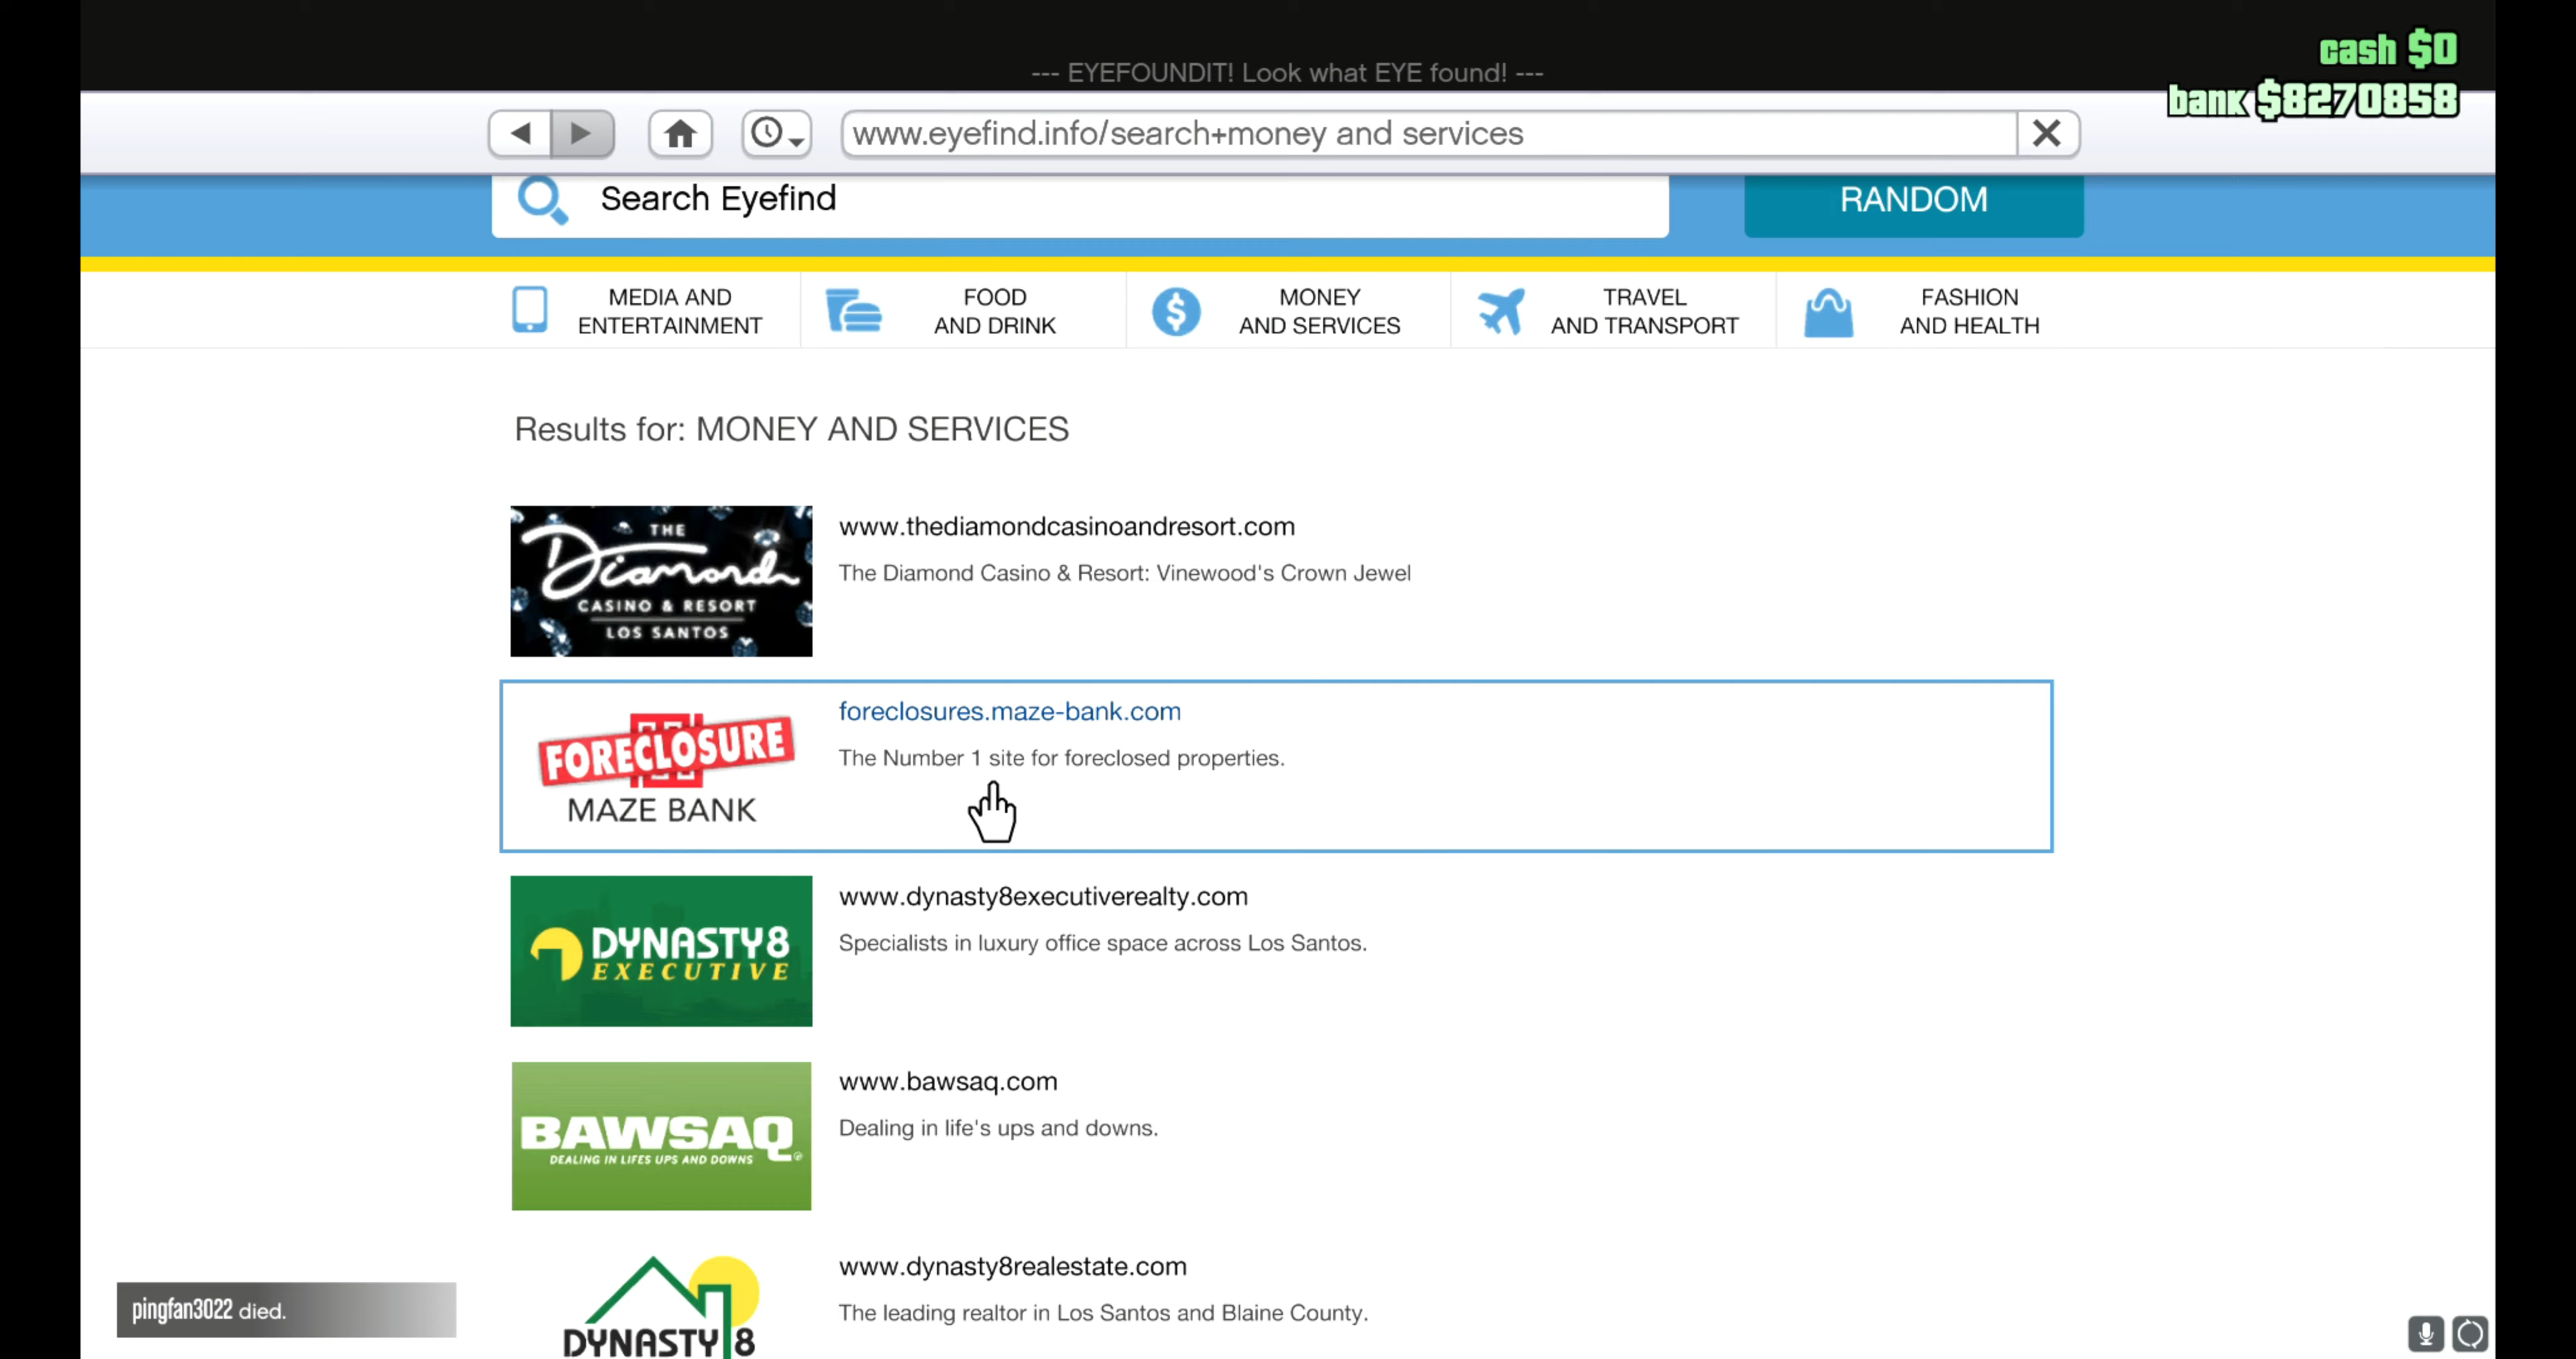 cash $0
--- EYEFOUNDIT! Look what EYE found! ---
bank $8270858
www.eyefind.info/search+money and services
Search Eyefind
RANDOM
MEDIA AND
ENTERTAINMENT
FOOD
AND DRINK
MONEY
AND SERVICES
TRAVEL
AND TRANSPORT
FASHION
AND HEALTH
Results for: MONEY AND SERVICES
THE
Diamond
CASINO & RESORT
LOS SANTOS
www.thediamondcasinoandresort.com
The Diamond Casino & Resort: Vinewood's Crown Jewel
FORECLOSURE
MAZE BANK
foreclosures.maze-bank.com
The Number 1 site for foreclosed properties.
DYNASTY8
EXECUTIVE
www.dynasty8executiverealty.com
Specialists in luxury office space across Los Santos.
BAWSAQ
DEALING IN LIFES UPS AND DOWNS
www.bawsaq.com
Dealing in life's ups and downs.
DYNASTY 8
www.dynasty8realestate.com
The leading realtor in Los Santos and Blaine County.
pingfan3022 died.